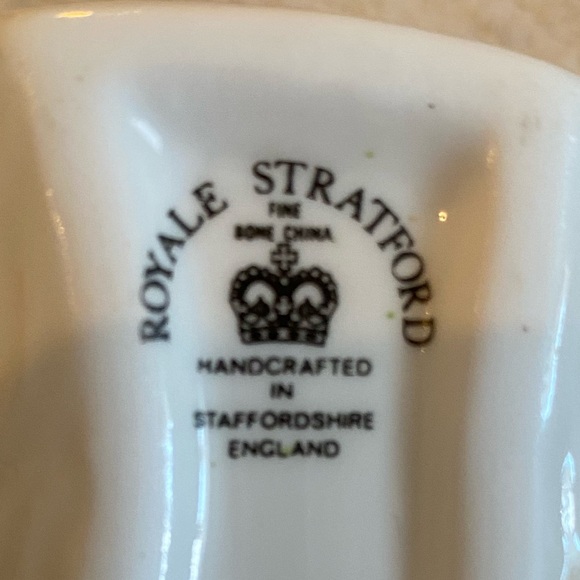 ROYALE STRATFORD
FINE
BONE CHINA
HANDCRAFTED
IN
STAFFORDSHIRE
ENGLAND